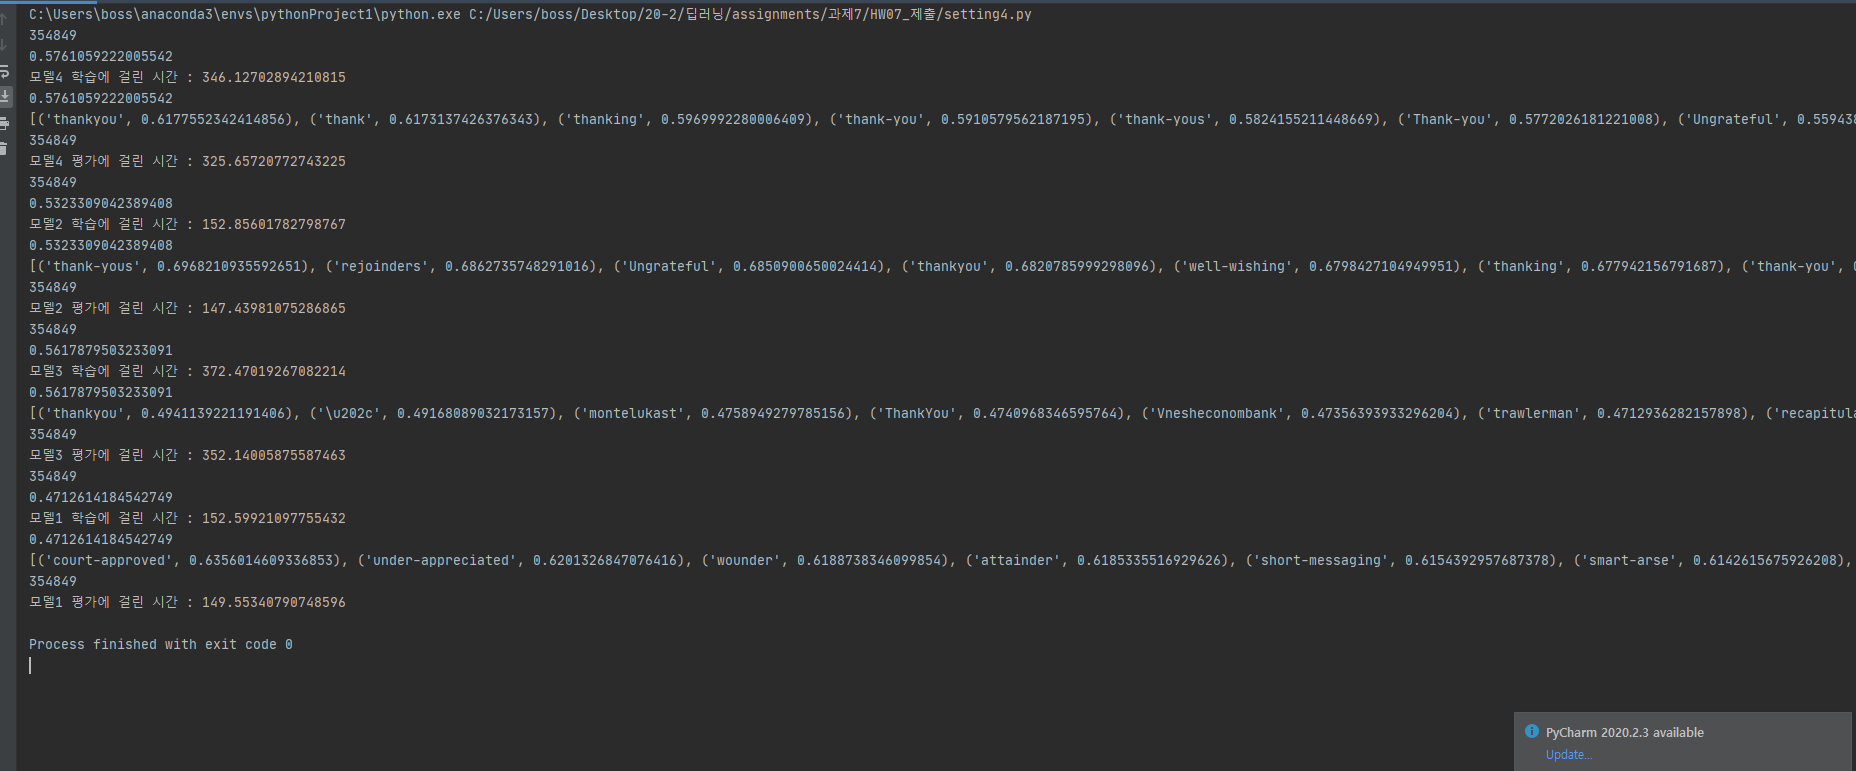 C:\Users\boss\anaconda3\envs\pythonProject1\python.exe C:/Users/boss/Desktop/20-2/딥러닝/assignments/과제7/HW07_제출/setting4.py
354849
0.5761059222005542
모델4 학습에 걸린 시간 : 346.12702894210815
0.5761059222005542
[('thankyou', 0.6177552342414856), ('thank', 0.6173137426376343), ('thanking', 0.5969992280006409), ('thank-you', 0.5910579562187195), ('thank-yous', 0.5824155211448669), ('Thank-you', 0.5772026181221008), ('Ungrateful', 0.559438
354849
모델4 평가에 걸린 시간 : 325.65720772743225
354849
0.5323309042389408
모델2 학습에 걸린 시간 : 152.85601782798767
0.5323309042389408
[('thank-yous', 0.6968210935592651), ('rejoinders', 0.6862735748291016), ('Ungrateful', 0.6850900650024414), ('thankyou', 0.6820785999298096), ('well-wishing', 0.6798427104949951), ('thanking', 0.677942156791687), ('thank-you',
354849
모델2 평가에 걸린 시간 : 147.43981075286865
354849
0.5617879503233091
모델3 학습에 걸린 시간 : 372.47019267082214
0.5617879503233091
[('thankyou', 0.4941139221191406), ('\u202c', 0.49168089032173157), ('montelukast', 0.4758949279785156), ('ThankYou', 0.4740968346595764), ('Vnesheconombank', 0.47356393933296204), ('trawlerman', 0.4712936282157898), ('recapitula
354849
모델3 평가에 걸린 시간 : 352.14005875587463
354849
0.4712614184542749
모델1 학습에 걸린 시간 : 152.59921097755432
0.4712614184542749
[('court-approved', 0.6356014609336853), ('under-appreciated', 0.6201326847076416), ('wounder', 0.6188738346099854), ('attainder', 0.6185335516929626), ('short-messaging', 0.6154392957687378), ('smart-arse', 0.6142615675926208),
354849
모델1 평가에 걸린 시간 : 149.55340790748596
Process finished with exit code 0
PyCharm 2020.2.3 available
Update...